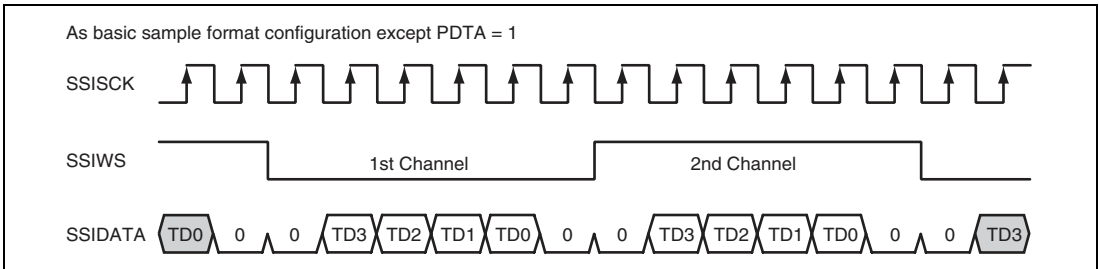 As basic sample format configuration except PDTA = 1
SSISCK
SSIWS 1st Channel 2nd Channel
SSIDATA TD0 0 0 TD3 TD2 TD1 TD0 0 0 TD3 TD2 TD1 TD0 0 0 TD3